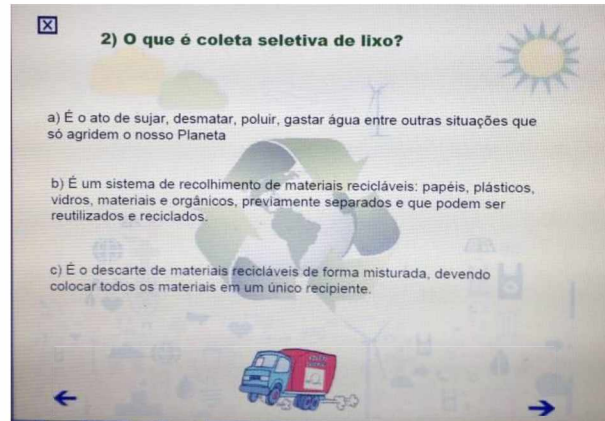 2) O que é coleta seletiva de lixo?
a) É o ato de sujar, desmatar, poluir, gastar água entre outras situações que
só agridem o nosso Planeta
b) É um sistema de recolhimento de materiais recicláveis: papéis, plásticos,
vidros, materiais e orgânicos, previamente separados e que podem ser
reutilizados e reciclados.
c) É o descarte de materiais recicláveis de forma misturada, devendo
colocar todos os materiais em um único recipiente.